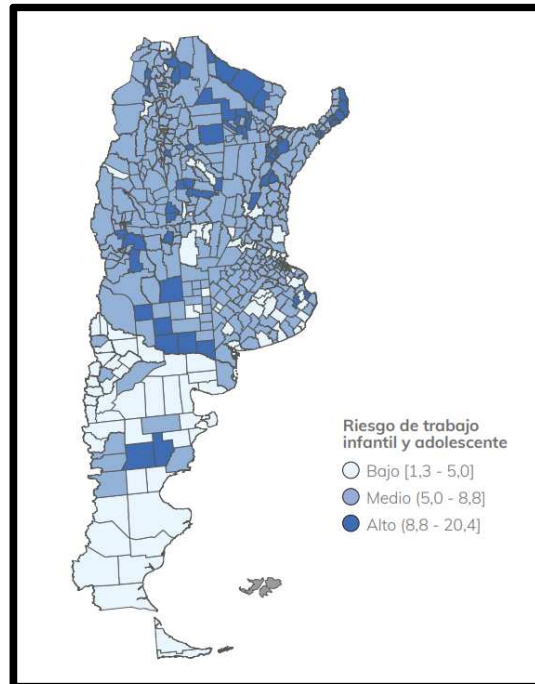 Riesgo de trabajo
infantil y adolescente
Bajo [1,3 - 5,0]
Medio (5,0 - 8,8]
Alto (8,8 - 20,4]